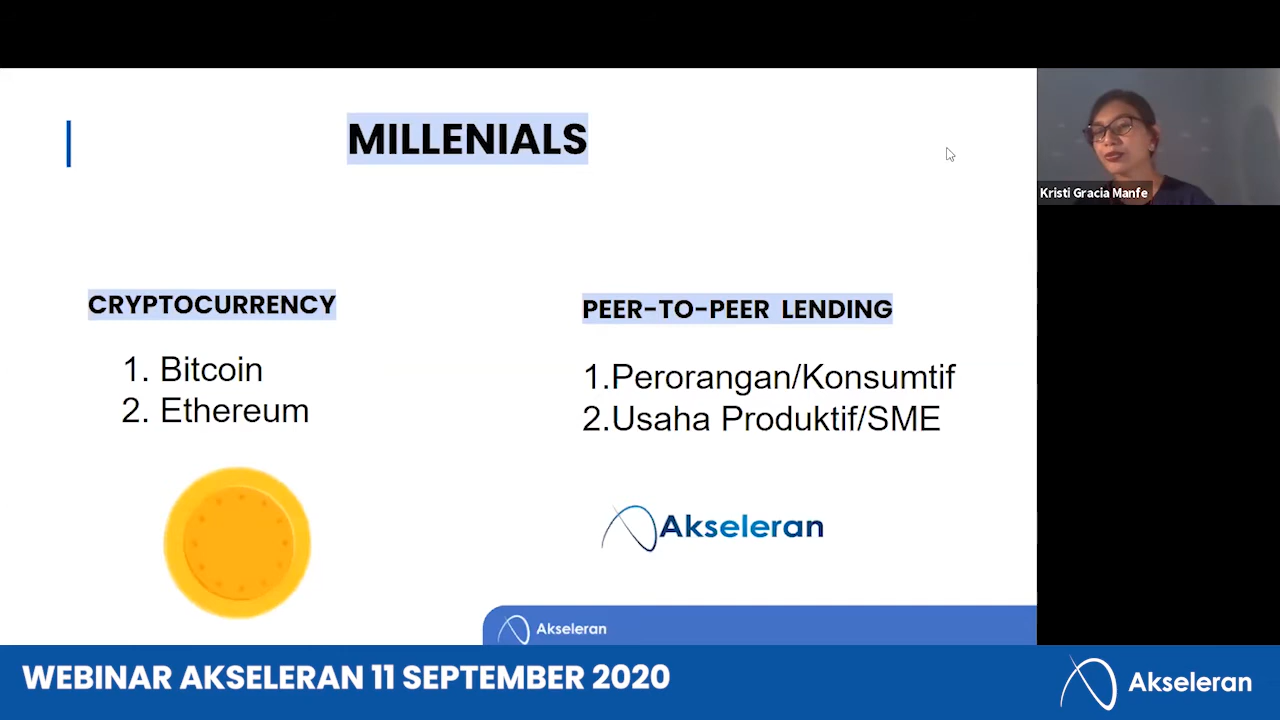 MILLENIALS
Kristi Gracia Manfe
CRYPTOCURRENCY
1. Bitcoin
2. Ethereum
PEER-TO-PEER LENDING
1.Perorangan/Konsumtif
2.Usaha Produktif/SME
Akseleran
Akseleran
WEBINAR AKSELERAN 11 SEPTEMBER 2020
Akseleran